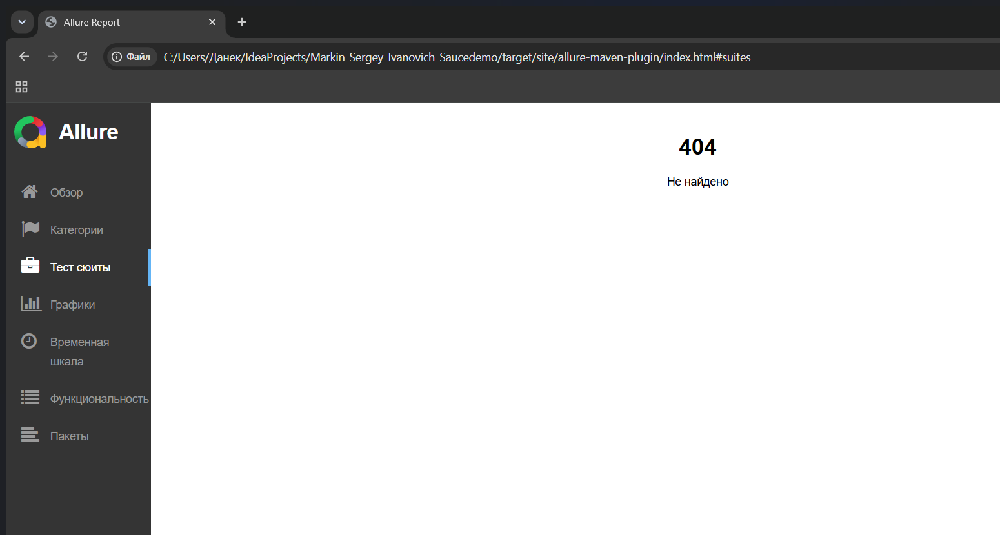 Allure Report
Файл
C:/Users/Данек/IdeaProjects/Markin_Sergey_Ivanovich_Saucedemo/target/site/allure-maven-plugin/index.html#suites
Allure
Обзор
Категории
Тест сюиты
Графики
Временная
шкала
Функциональность
Пакеты
404
Не найдено